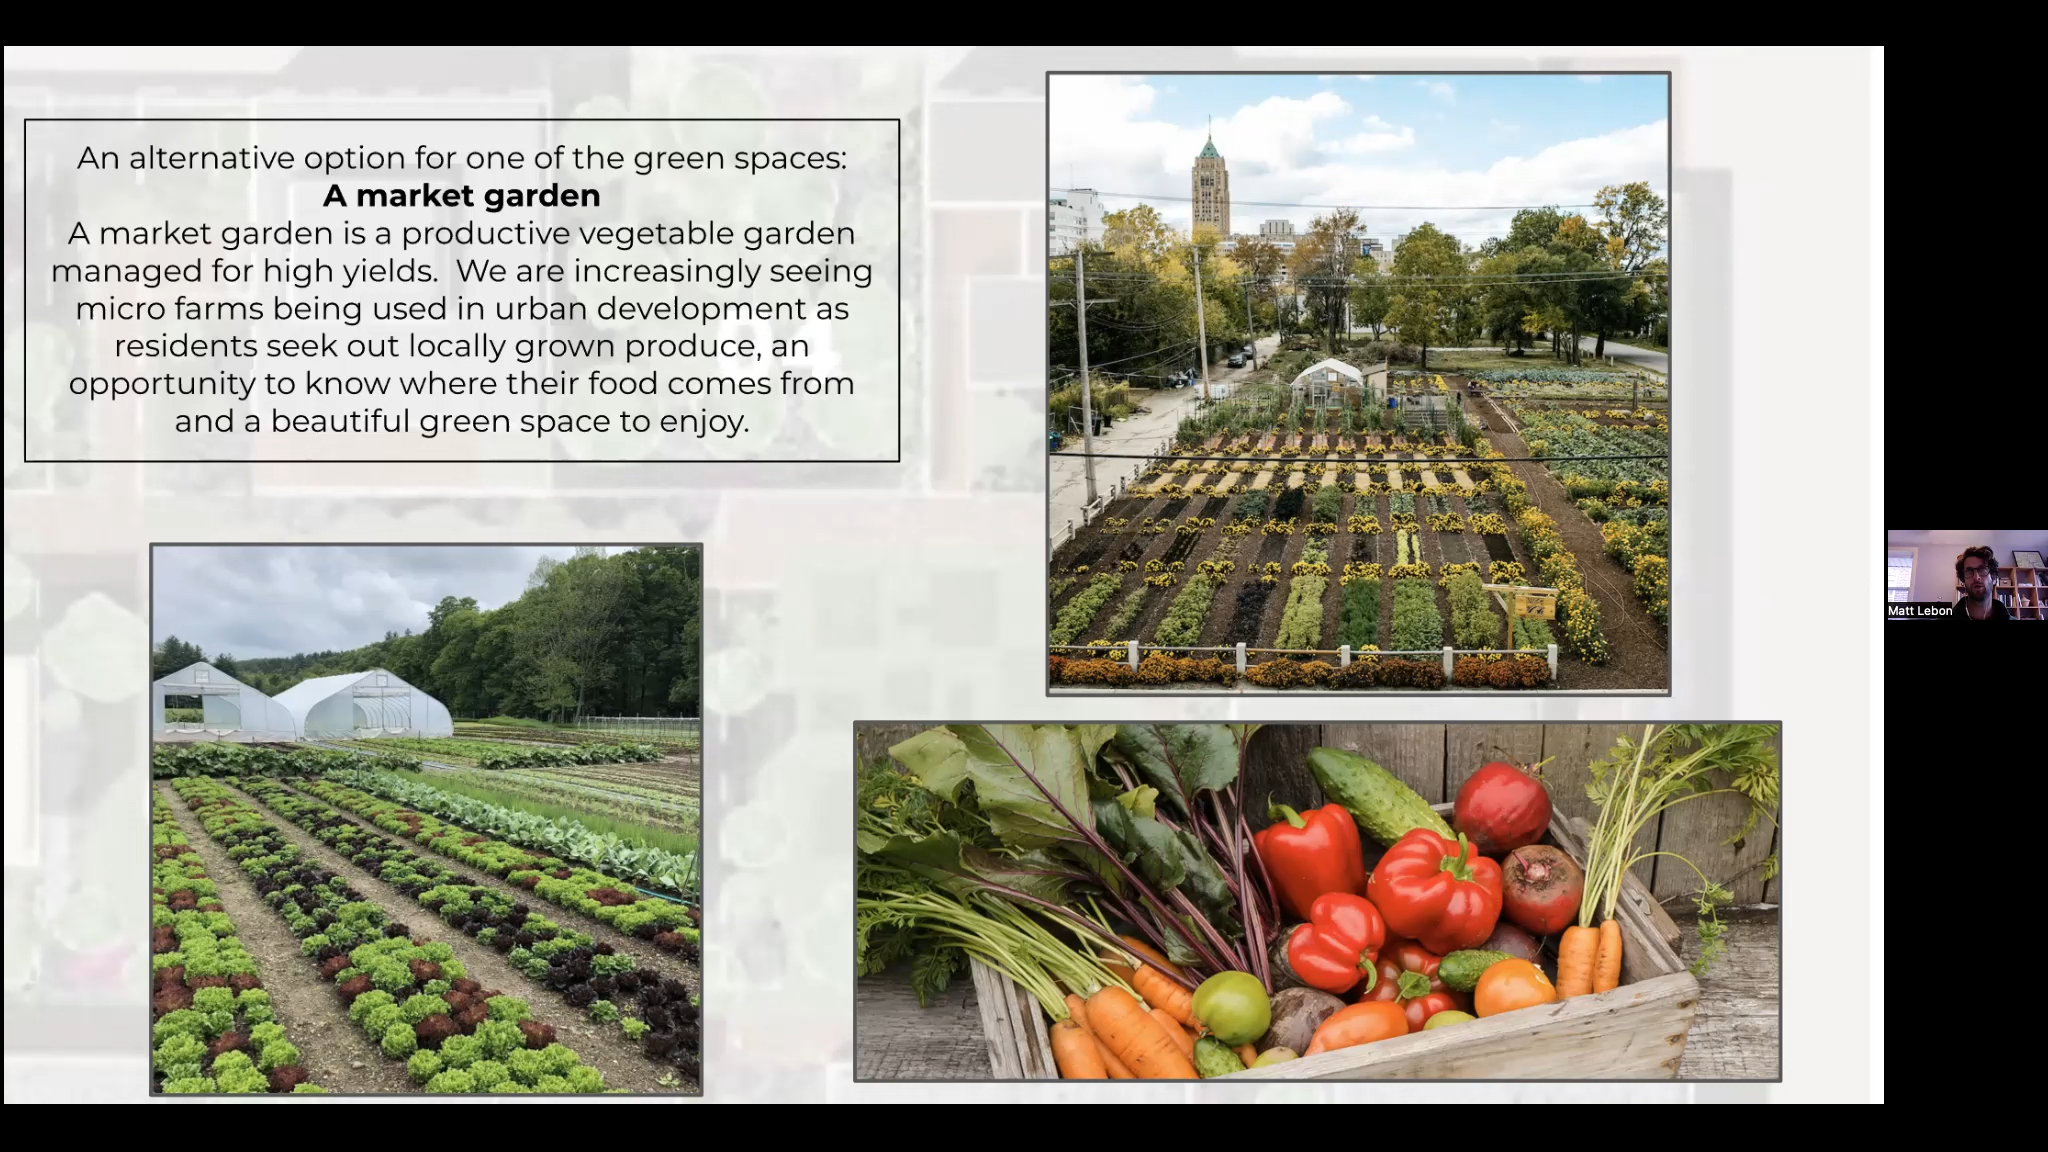 An alternative option for one of the green spaces:
A market garden
A market garden is a productive vegetable garden
managed for high yields.  We are increasingly seeing
micro farms being used in urban development as
residents seek out locally grown produce, an
opportunity to know where their food comes from
and a beautiful green space to enjoy.
Matt Lebon